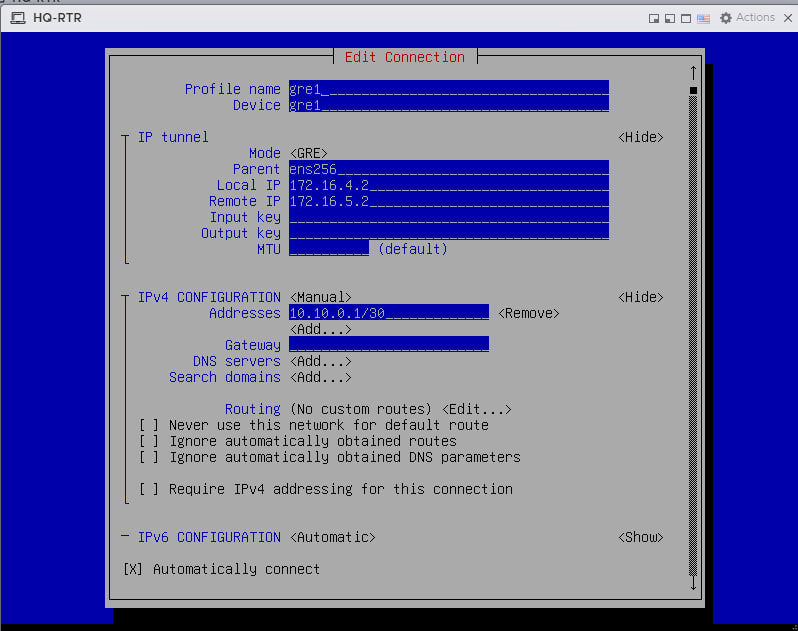 HQ-RTR
Actions
Edit Connection
Profile name gre1
Device gre1
IP tunnel <Hide>
Mode <GRE>
Parent ens256
Local IP 172.16.4.2
Remote IP 172.16.5.2
Input key
Output key
MTU (default)
IPv4 CONFIGURATION <Manual> <Hide>
Addresses 10.10.0.1/30 <Remove>
<Add...>
Gateway
DNS servers <Add...>
Search domains <Add...>
Routing (No custom routes) <Edit...>
[ ] Never use this network for default route
[ ] Ignore automatically obtained routes
[ ] Ignore automatically obtained DNS parameters
[ ] Require IPv4 addressing for this connection
IPv6 CONFIGURATION <Automatic> <Show>
[X] Automatically connect